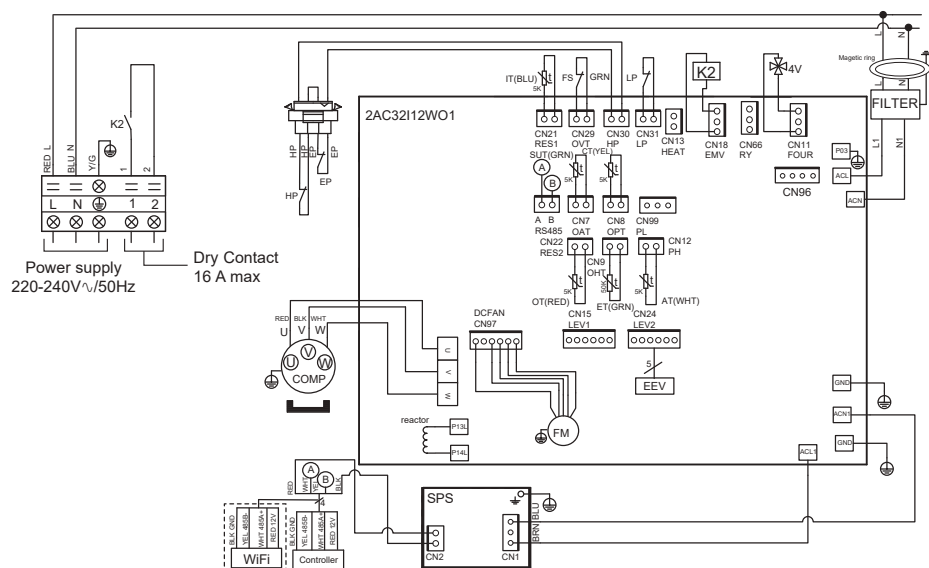 L
N
Magetic ring
L
N
FILTER
L1
N1
K2
RED L
BLU N
Y/G
1
2
L N 1 2
Power supply
220-240V∿/50Hz
Dry Contact
16 A max
HP
HP
EP
EP
HP
EP
2AC32I12WO1
IT(BLU)
5K
t
FS
GRN
LP
K2
4V
CN21
RES1
CN29
OVT
CN30
HP
CN31
LP
CN13
HEAT
CN18
EMV
CN66
RY
CN11
FOUR
P03
ACL
ACN
CN96
SUT(GRN)
CT(YEL)
A
B
5K
t
5K
t
A B
RS485
CN7
OAT
CN8
OPT
CN99
PL
CN22
RES2
CN9
OHT
CN12
PH
5K
t
50K
t
5K
t
OT(RED)
ET(GRN)
AT(WHT)
CN15
LEV1
CN24
LEV2
5
EEV
DCFAN
CN97
FM
RED BLK WHT
U V W
U
V
W
COMP
U
V
W
reactor
P13L
P14L
GND
ACN1
GND
ACL1
RED
WHT
YEL
BLK
A
B
4
BLK GND
YEL 485B-
WHT 485A+
RED 12V
WiFi
BLK GND
YEL 485B-
WHT 485A+
RED 12V
Controller
SPS
CN2
CN1
BLU
BRN